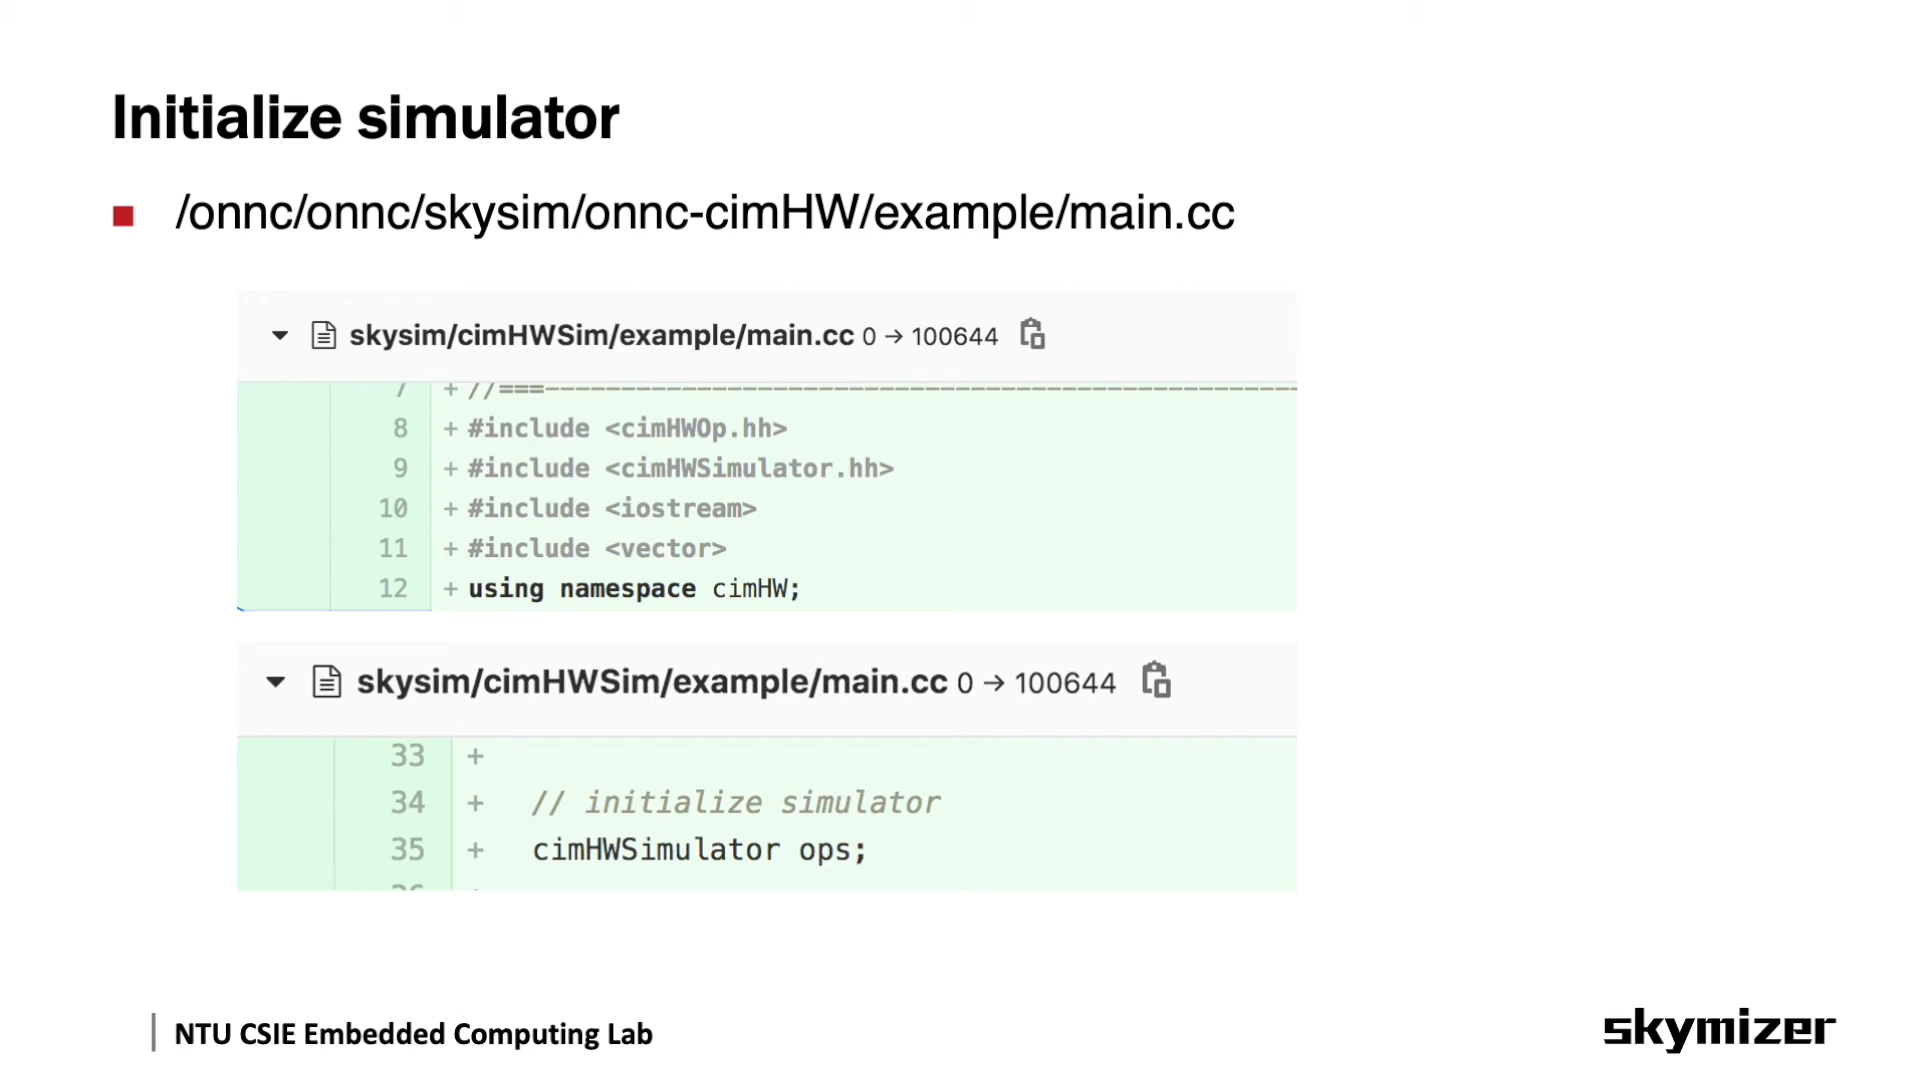 Initialize simulator
/onnc/onnc/skysim/onnc-cimHW/example/main.cc
skysim/cimHWSim/example/main.cc 0 → 100644
7 + //===----------------------------------------------------------
8 + #include <cimHWOp.hh>
9 + #include <cimHWSimulator.hh>
10 + #include <iostream>
11 + #include <vector>
12 + using namespace cimHW;
skysim/cimHWSim/example/main.cc 0 → 100644
33 +
34 + // initialize simulator
35 + cimHWSimulator ops;
NTU CSIE Embedded Computing Lab
skymizer